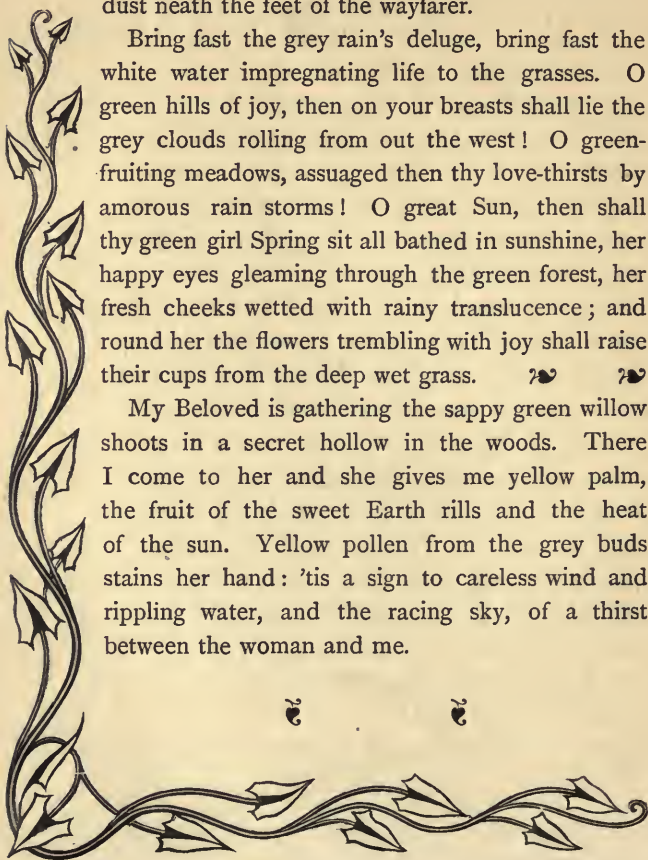 dust neath the feet of the wayfarer.
Bring fast the grey rain's deluge, bring fast the
white water impregnating life to the grasses. O
green hills of joy, then on your breasts shall lie the
grey clouds rolling from out the west! O green-
fruiting meadows, assuaged then thy love-thirsts by
amorous rain storms! O great Sun, then shall
thy green girl Spring sit all bathed in sunshine, her
happy eyes gleaming through the green forest, her
fresh cheeks wetted with rainy translucence; and
round her the flowers trembling with joy shall raise
their cups from the deep wet grass.
My Beloved is gathering the sappy green willow
shoots in a secret hollow in the woods. There
I come to her and she gives me yellow palm,
the fruit of the sweet Earth rills and the heat
of the sun. Yellow pollen from the grey buds
stains her hand: 'tis a sign to careless wind and
rippling water, and the racing sky, of a thirst
between the woman and me.